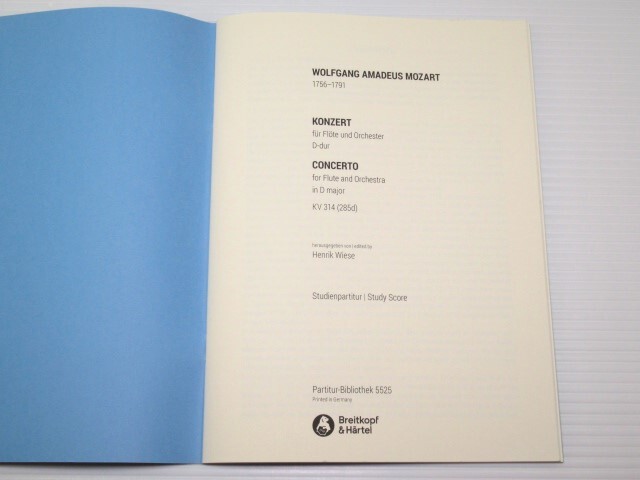 WOLFGANG AMADEUS MOZART
1756–1791
KONZERT
für Flöte und Orchester
D-dur
CONCERTO
for Flute and Orchestra
in D major
KV 314 (285d)
herausgegeben von | edited by
Henrik Wiese
Studienpartitur | Study Score
Partitur-Bibliothek 5525
Printed in Germany
Breitkopf
& Härtel